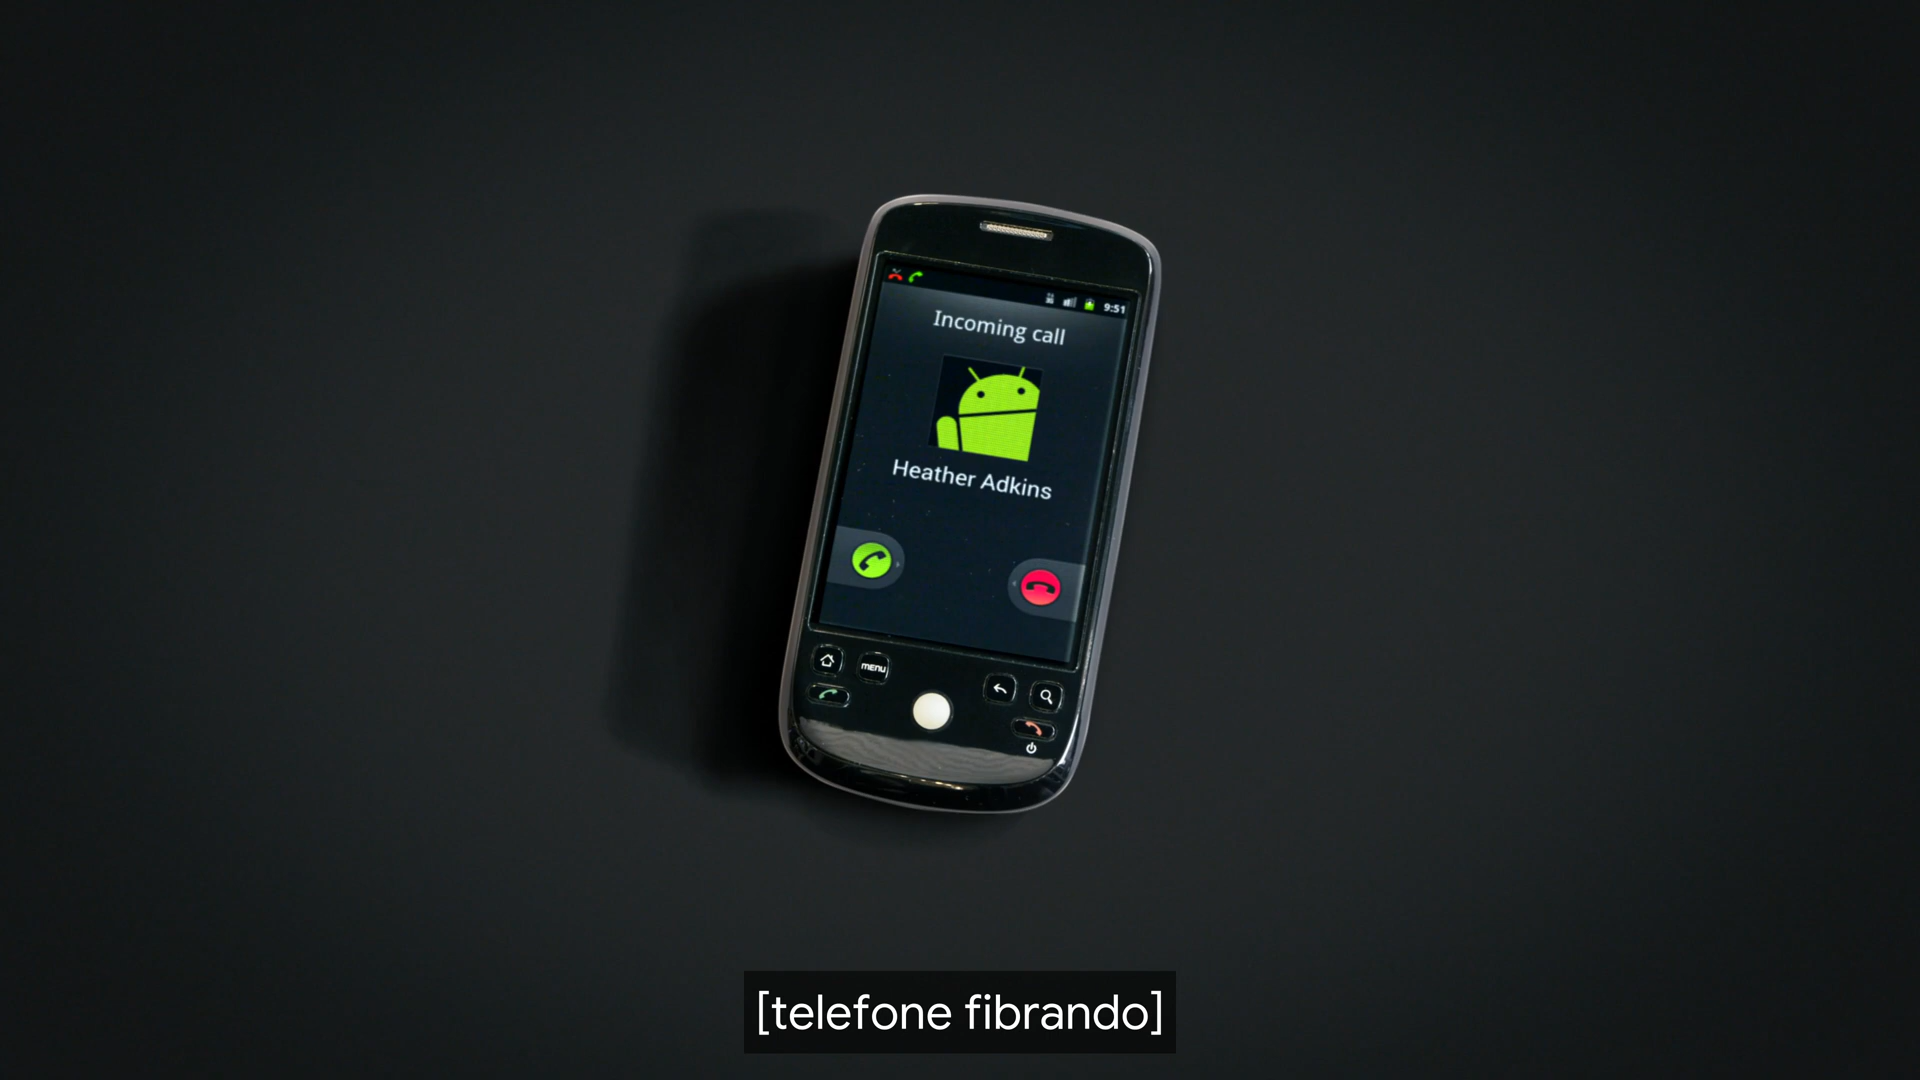 9:51
Incoming call
Heather Adkins
MENU
[telefone fibrando]